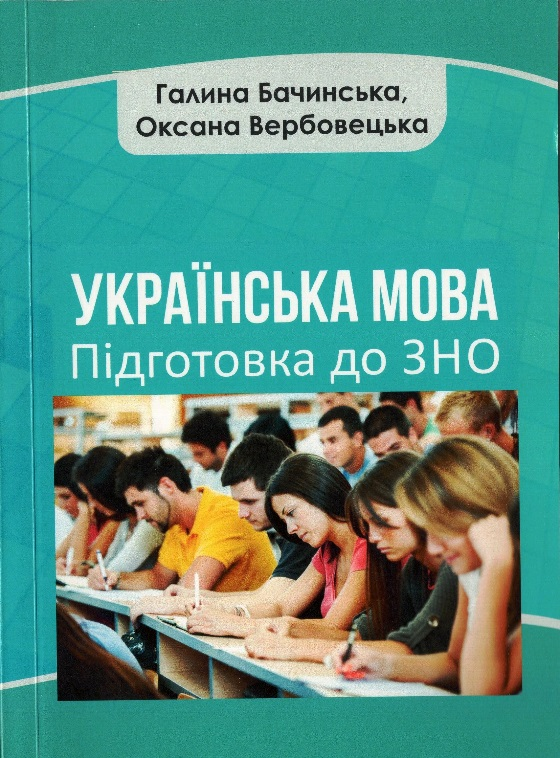 Галина Бачинська,
Оксана Вербовецька
УКРАЇНСЬКА МОВА
Підготовка до ЗНО